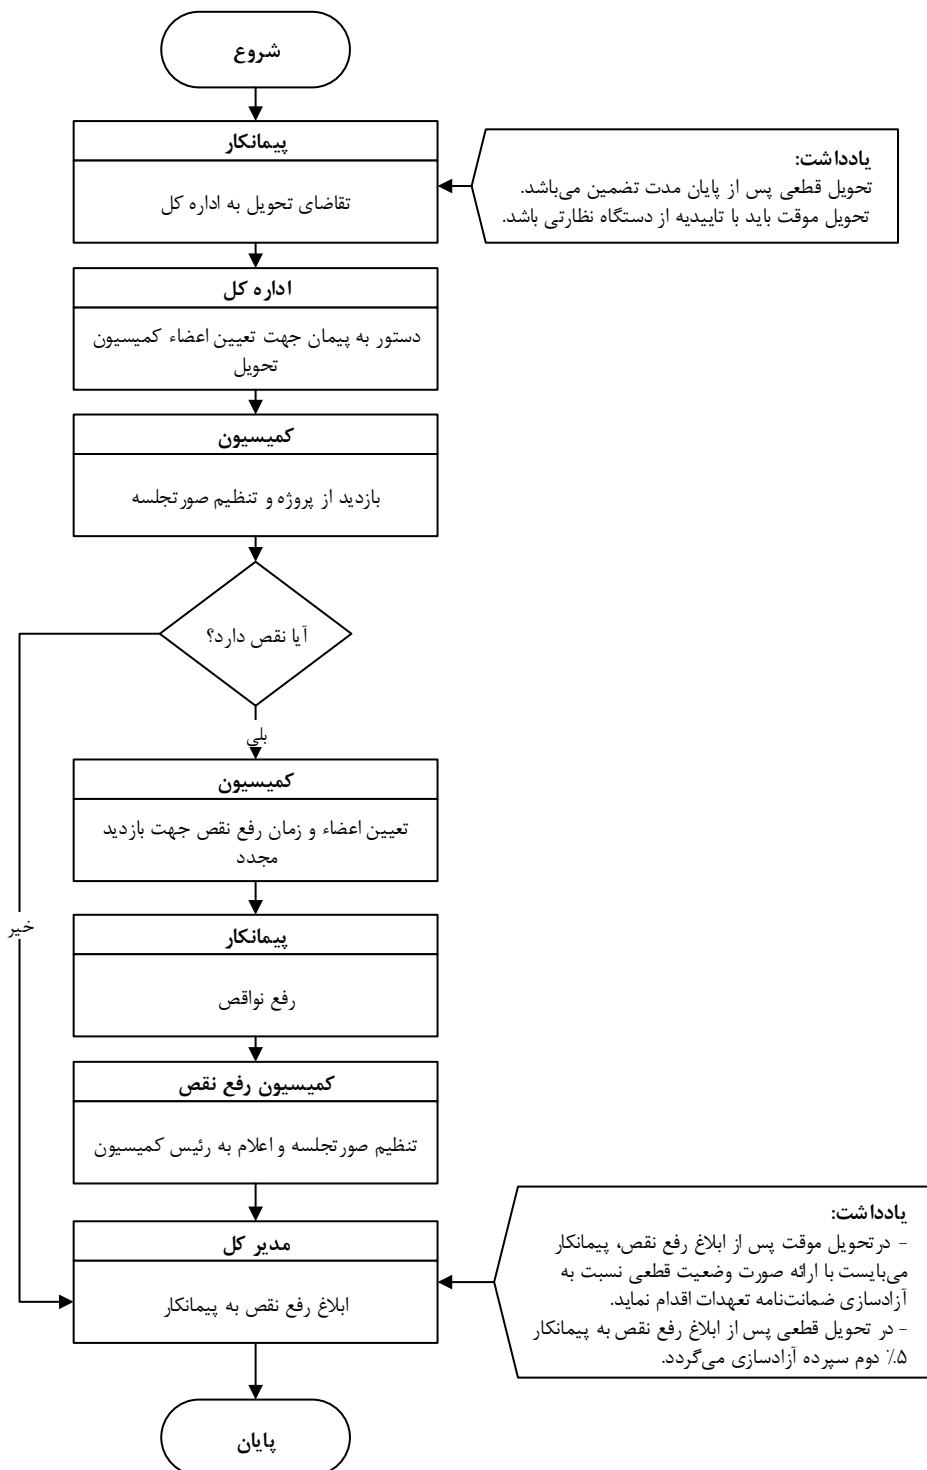 شروع
پیمانکار
تقاضای تحویل به اداره کل
یادداشت:
تحویل قطعی پس از پایان مدت تضمین می‌باشد.
تحویل موقت باید با تاییدیه از دستگاه نظارتی باشد.
اداره کل
دستور به پیمان جهت تعیین اعضاء کمیسیون
تحویل
کمیسیون
بازدید از پروژه و تنظیم صورتجلسه
آیا نقص دارد؟
بلی
کمیسیون
تعیین اعضاء و زمان رفع نقص جهت بازدید
مجدد
خیر
پیمانکار
رفع نواقص
کمیسیون رفع نقص
تنظیم صورتجلسه و اعلام به رئیس کمیسیون
مدیر کل
ابلاغ رفع نقص به پیمانکار
یادداشت:
- درتحویل موقت پس از ابلاغ رفع نقص، پیمانکار
می‌بایست با ارائه صورت وضعیت قطعی نسبت به
آزادسازی ضمانت‌نامه تعهدات اقدام نماید.
- در تحویل قطعی پس از ابلاغ رفع نقص به پیمانکار
۵٪ دوم سپرده آزادسازی می‌گردد.
پایان